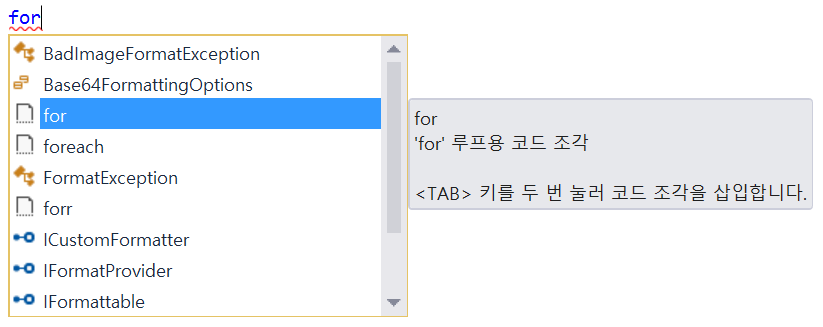 for
BadImageFormatException
Base64FormattingOptions
for
foreach
FormatException
forr
ICustomFormatter
IFormatProvider
IFormattable
for
'for' 루프용 코드 조각
<TAB> 키를 두 번 눌러 코드 조각을 삽입합니다.